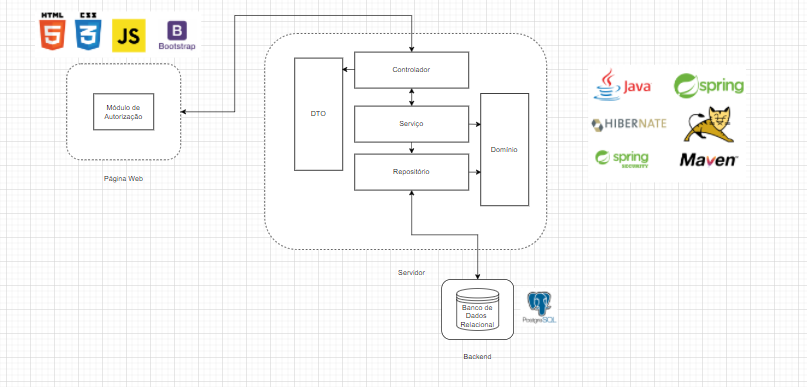 HTML
CSS
JS
B
Bootstrap
Módulo de
Autorização
Página Web
DTO
Controlador
Serviço
Repositório
Domínio
Servidor
Java
spring
HIBERNATE
spring
SECURITY
Maven
Banco de
Dados
Relacional
PostgreSQL
Backend